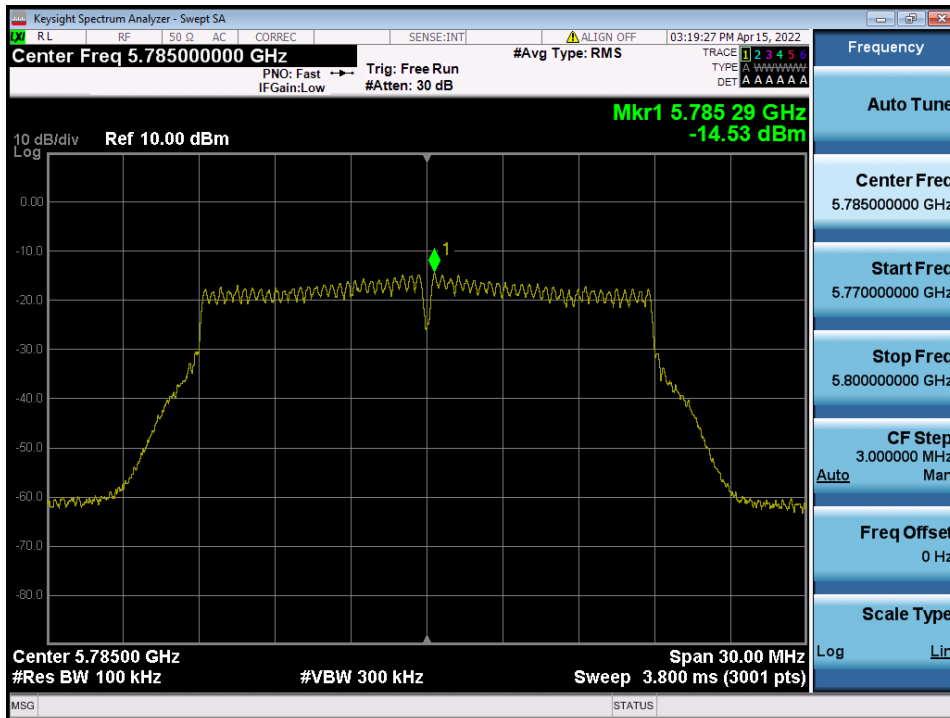 Keysight Spectrum Analyzer - Swept SA
LXI RL RF 50 Ω AC CORREC SENSE:INT ALIGN OFF 03:19:27 PM Apr 15, 2022
Center Freq 5.785000000 GHz
#Avg Type: RMS
TRACE 1 2 3 4 5 6
PNO: Fast
Trig: Free Run
TYPE A WWWWW
IFGain:Low
#Atten: 30 dB
DET A A A A A A
Mkr1 5.785 29 GHz
-14.53 dBm
10 dB/div Ref 10.00 dBm
Log
1
0.00
-10.0
-20.0
-30.0
-40.0
-50.0
-60.0
-70.0
-80.0
Center 5.78500 GHz
Span 30.00 MHz
#Res BW 100 kHz
#VBW 300 kHz
Sweep 3.800 ms (3001 pts)
MSG
STATUS
Frequency
Auto Tune
Center Freq
5.785000000 GHz
Start Freq
5.770000000 GHz
Stop Freq
5.800000000 GHz
CF Step
3.000000 MHz
Auto Man
Freq Offset
0 Hz
Scale Type
Log Lin